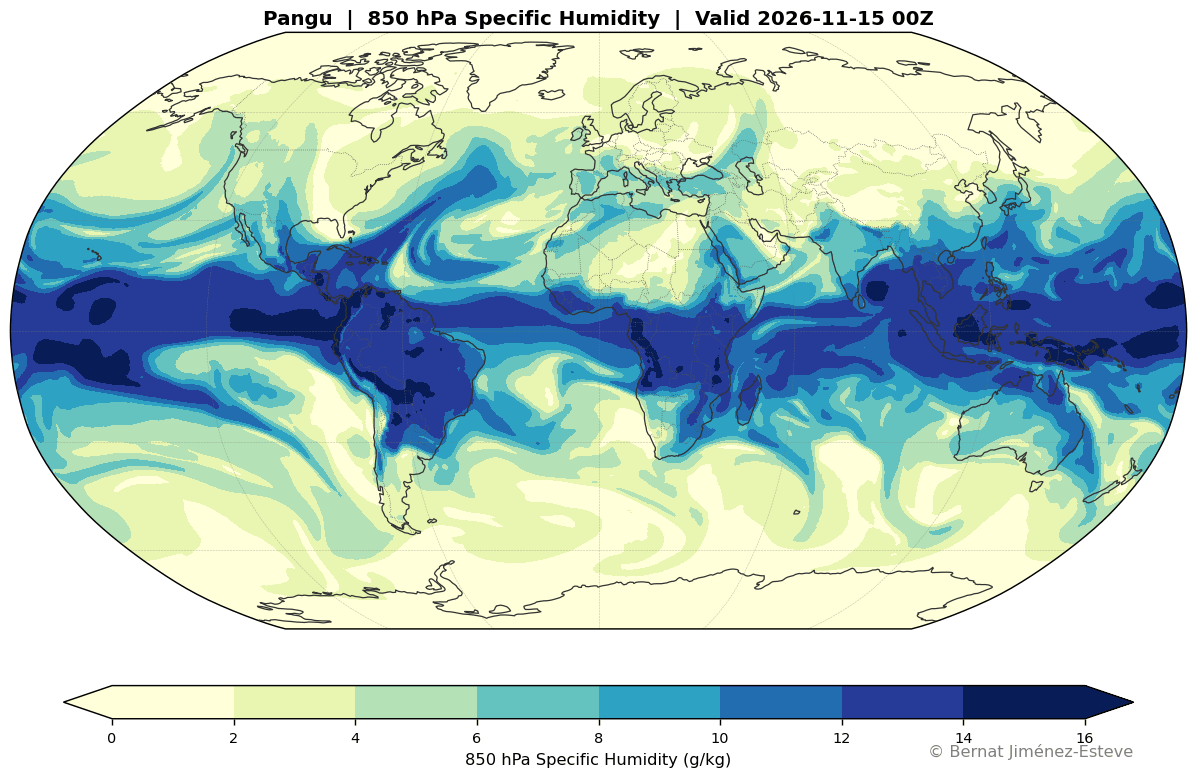 Pangu  |  850 hPa Specific Humidity  |  Valid 2026-11-15 00Z
0 2 4 6 8 10 12 14 16
850 hPa Specific Humidity (g/kg)
© Bernat Jiménez-Esteve